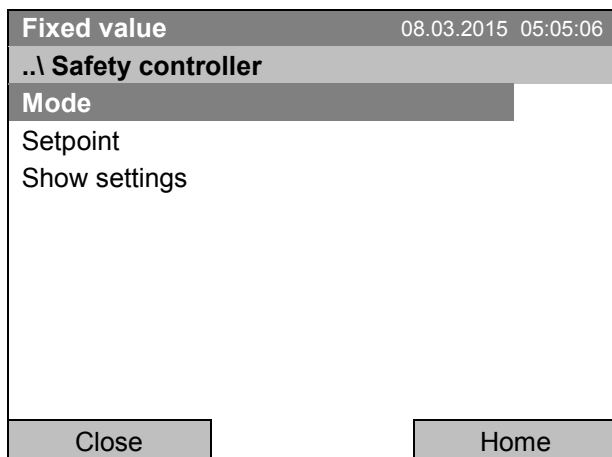 Fixed value 08.03.2015 05:05:06
..\ Safety controller
Mode
Setpoint
Show settings
Close Home